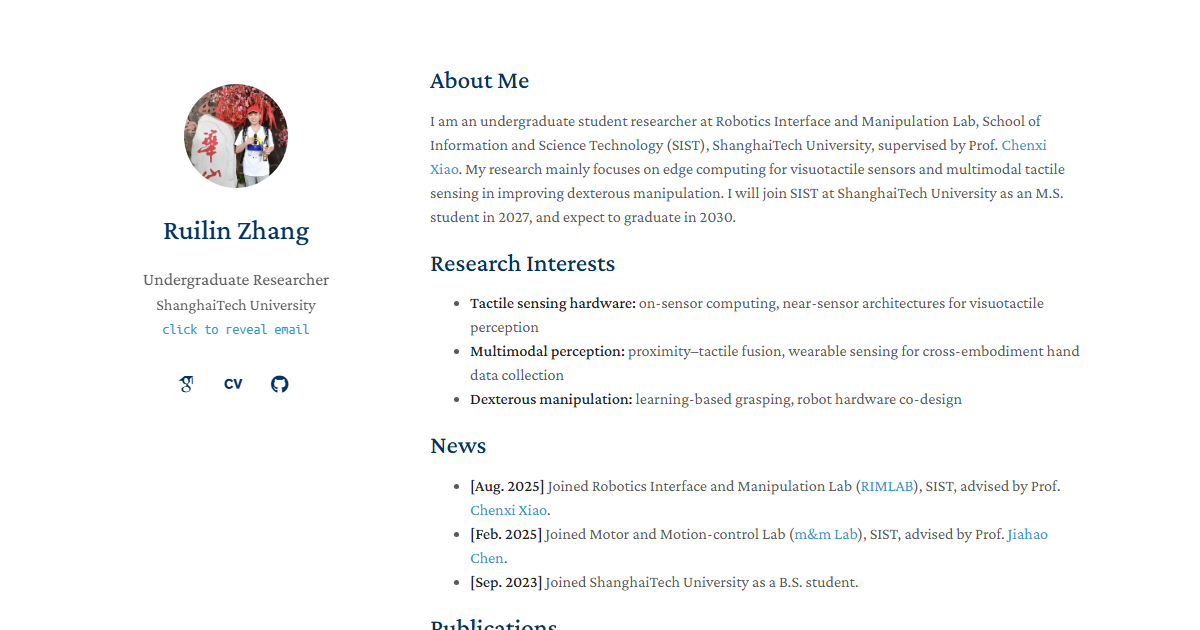 華山
Ruilin Zhang
Undergraduate Researcher
ShanghaiTech University
click to reveal email
CV
About Me
I am an undergraduate student researcher at Robotics Interface and Manipulation Lab, School of
Information and Science Technology (SIST), ShanghaiTech University, supervised by Prof. Chenxi
Xiao. My research mainly focuses on edge computing for visuotactile sensors and multimodal tactile
sensing in improving dexterous manipulation. I will join SIST at ShanghaiTech University as an M.S.
student in 2027, and expect to graduate in 2030.
Research Interests
• Tactile sensing hardware: on-sensor computing, near-sensor architectures for visuotactile
perception
• Multimodal perception: proximity–tactile fusion, wearable sensing for cross-embodiment hand
data collection
• Dexterous manipulation: learning-based grasping, robot hardware co-design
News
• [Aug. 2025] Joined Robotics Interface and Manipulation Lab (RIMLAB), SIST, advised by Prof.
Chenxi Xiao.
• [Feb. 2025] Joined Motor and Motion-control Lab (m&m Lab), SIST, advised by Prof. Jiahao
Chen.
• [Sep. 2023] Joined ShanghaiTech University as a B.S. student.
Publications